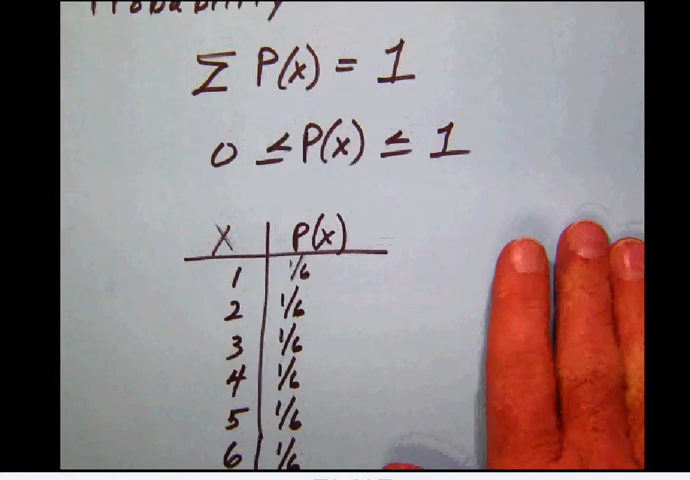 Probability
∑ P(x) = 1
0 ≤ P(x) ≤ 1
X P(x)
1 1/6
2 1/6
3 1/6
4 1/6
5 1/6
6 1/6